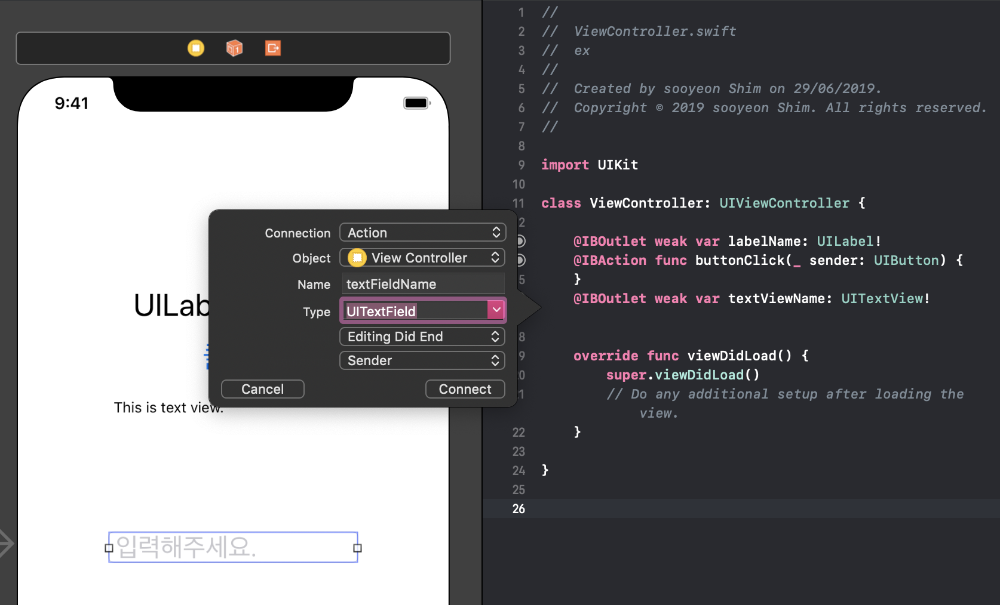 9:41
UILab
This is text view.
입력해주세요.
Connection Action
Object View Controller
Name textFieldName
Type UITextField
Editing Did End
Sender
Cancel Connect
1 //
2 // ViewController.swift
3 // ex
4 //
5 // Created by sooyeon Shim on 29/06/2019.
6 // Copyright © 2019 sooyeon Shim. All rights reserved.
7 //
8
9 import UIKit
10
11 class ViewController: UIViewController {
2
@IBOutlet weak var labelName: UILabel!
@IBAction func buttonClick(_ sender: UIButton) {
5 }
@IBOutlet weak var textViewName: UITextView!
8
9 override func viewDidLoad() {
0 super.viewDidLoad()
1 // Do any additional setup after loading the
view.
22 }
23
24 }
25
26